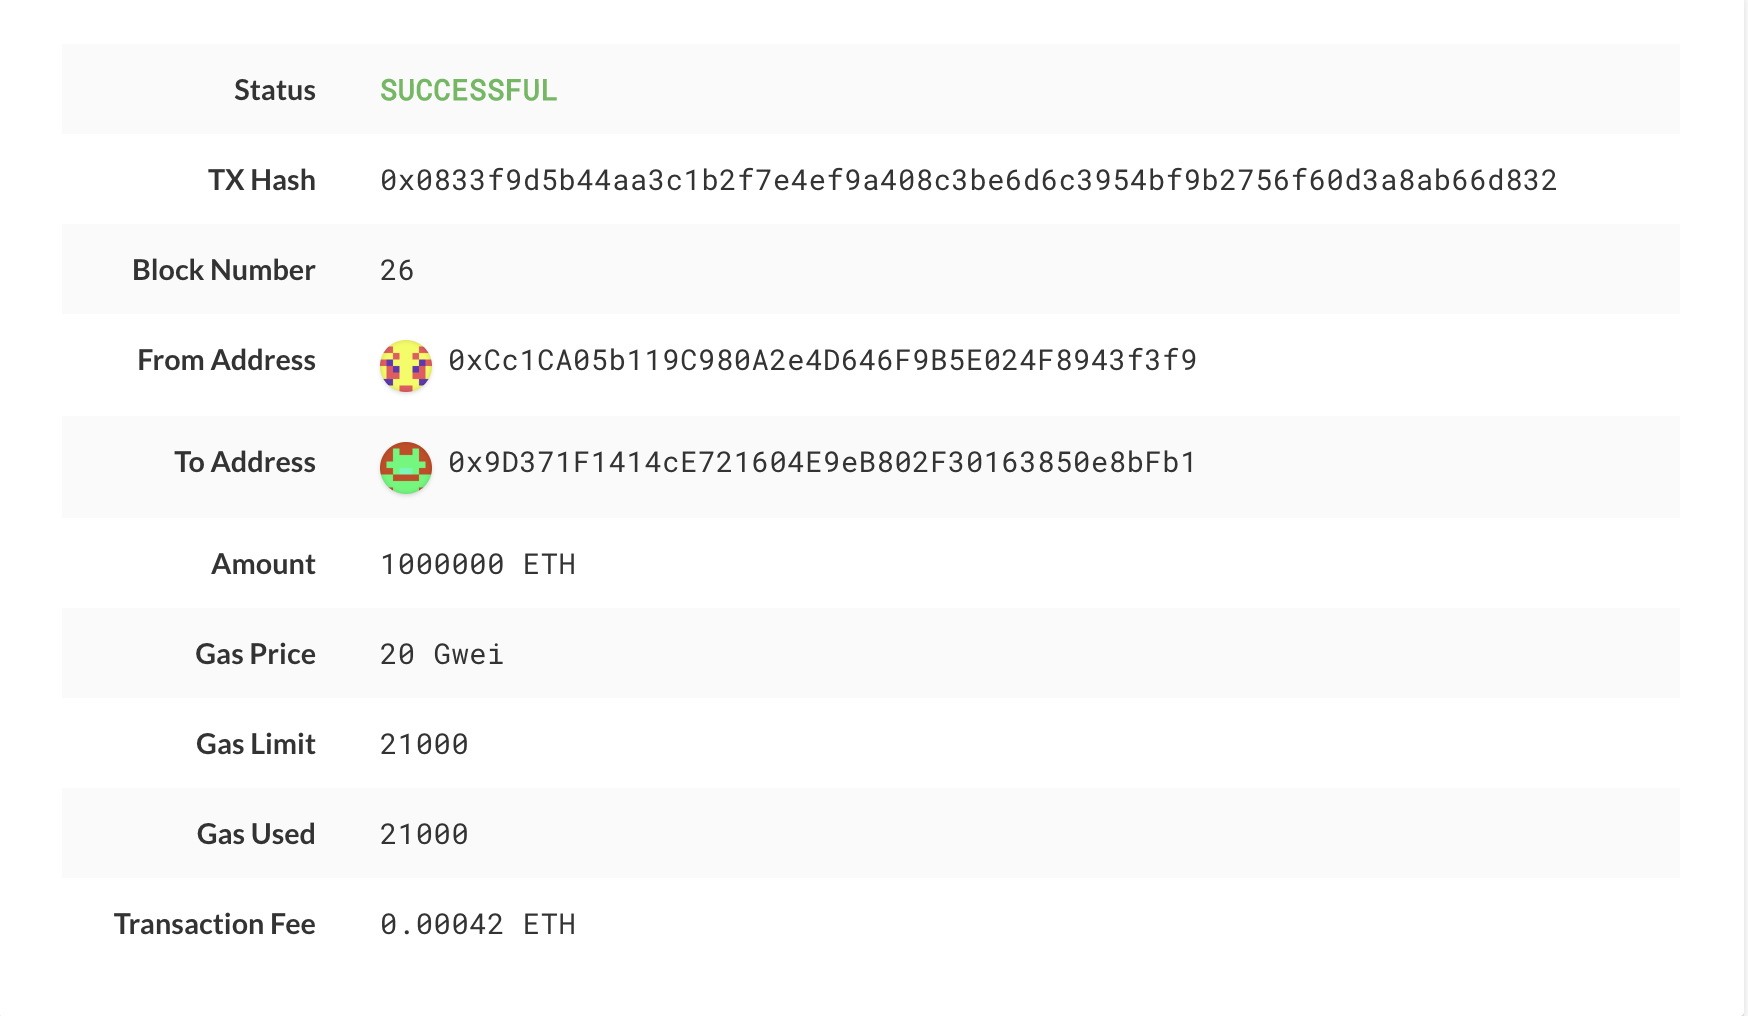 Status SUCCESSFUL
TX Hash 0x0833f9d5b44aa3c1b2f7e4ef9a408c3be6d6c3954bf9b2756f60d3a8ab66d832
Block Number 26
From Address 0xCc1CA05b119C980A2e4D646F9B5E024F8943f3f9
To Address 0x9D371F1414cE721604E9eB802F30163850e8bFb1
Amount 1000000 ETH
Gas Price 20 Gwei
Gas Limit 21000
Gas Used 21000
Transaction Fee 0.00042 ETH